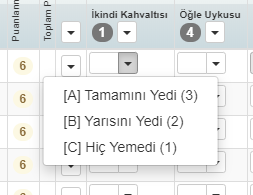 Puanlanm
Toplam P
İkindi Kahvaltısı
Öğle Uykusu
1
4
6
[A] Tamamını Yedi (3)
6
[B] Yarısını Yedi (2)
6
[C] Hiç Yemedi (1)
6
6